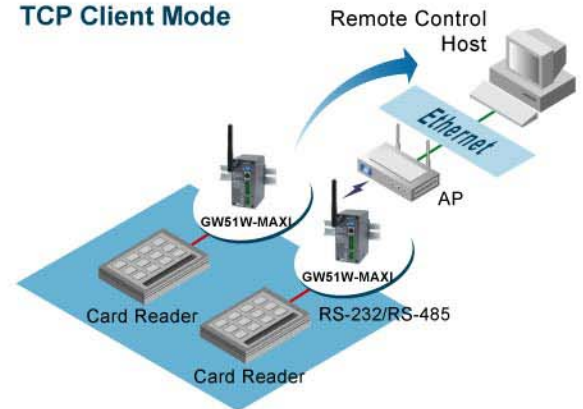 TCP Client Mode
Remote Control
Host
Ethernet
AP
GW51W-MAXI
GW51W-MAXI
Card Reader
RS-232/RS-485
Card Reader